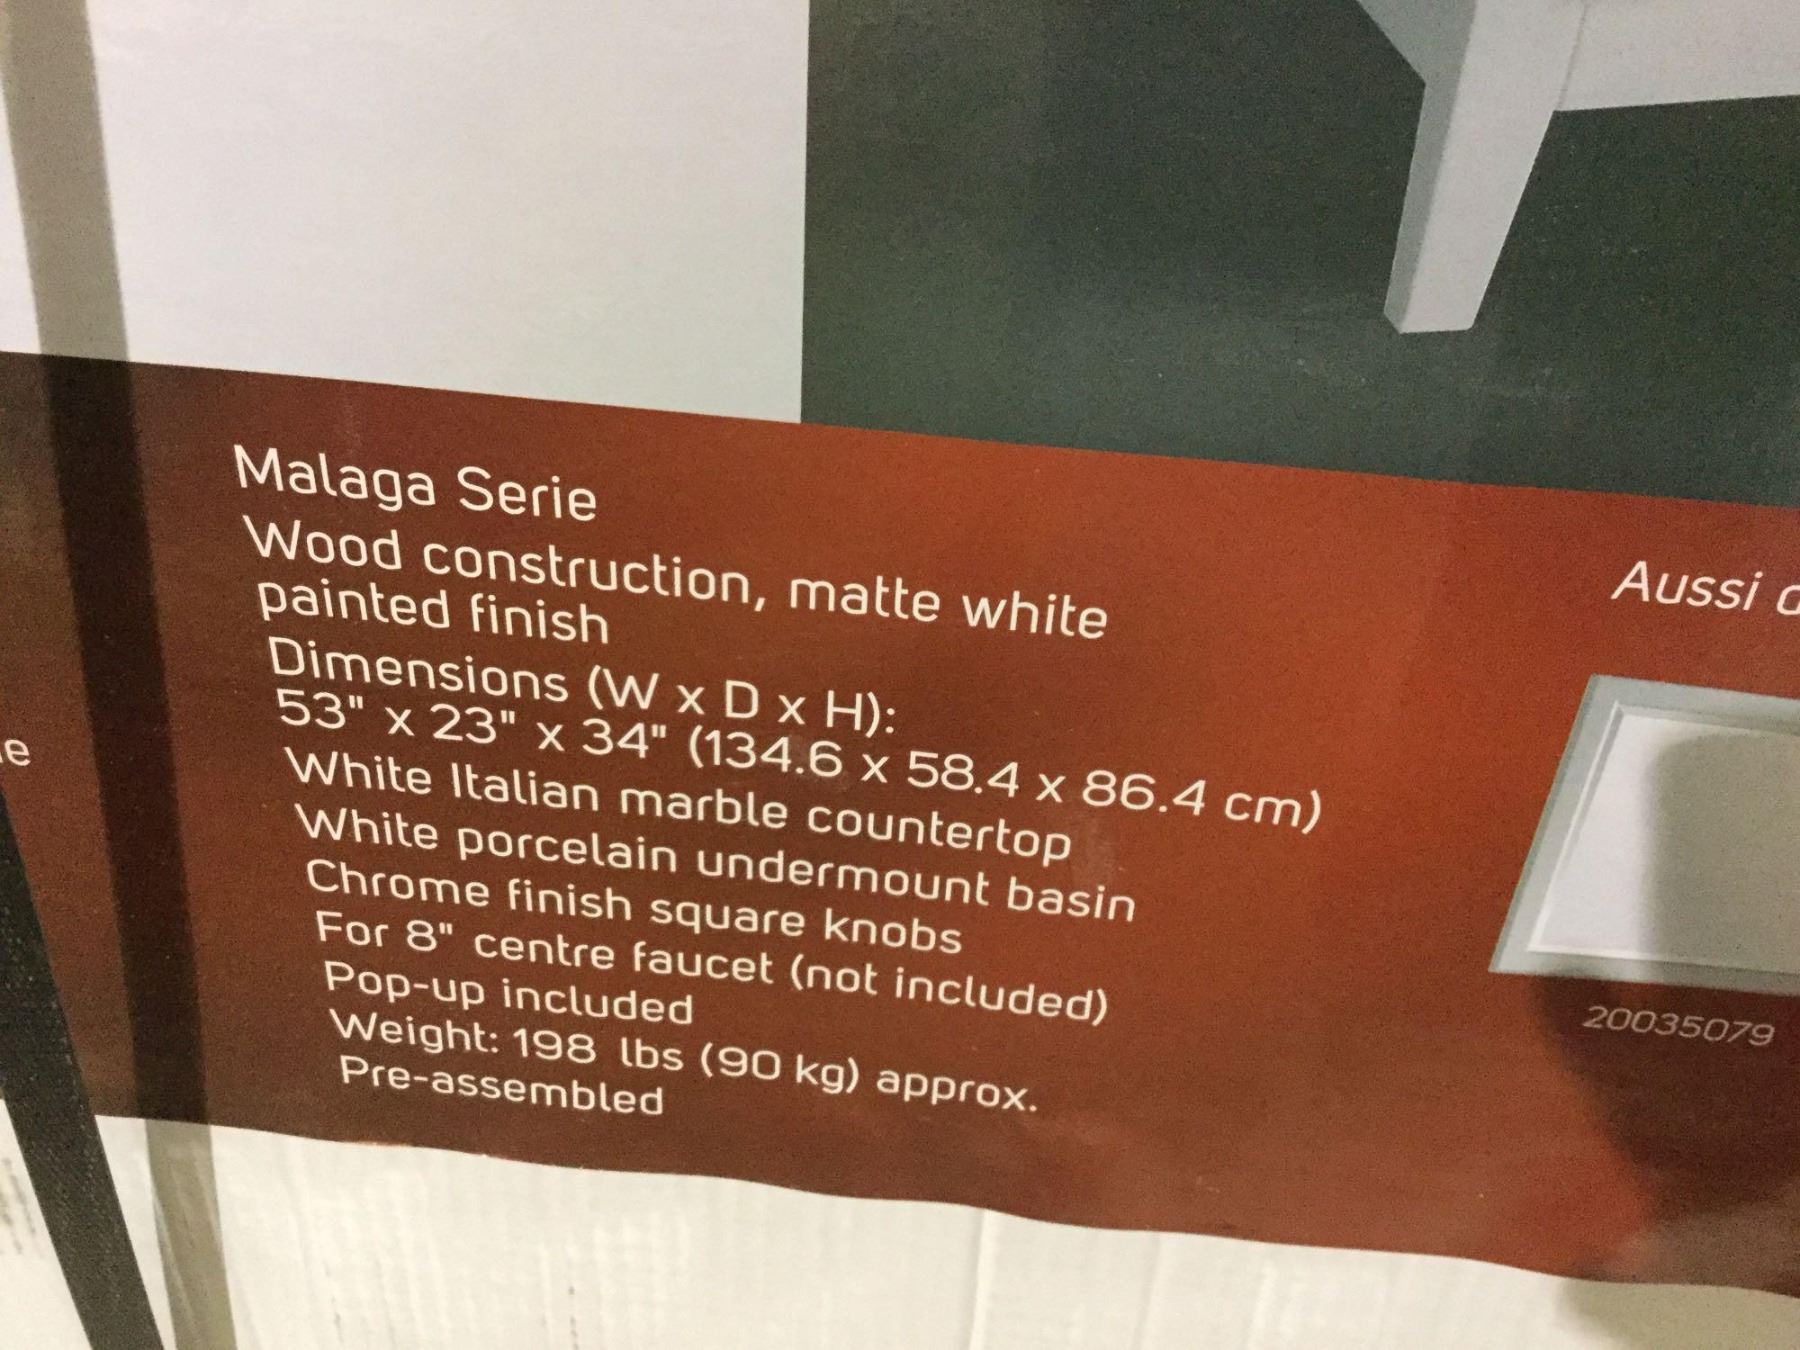 Malaga Serie
Wood construction, matte white
painted finish
Dimensions (W x D x H):
53" x 23" x 34" (134.6 x 58.4 x 86.4 cm)
White Italian marble countertop
White porcelain undermount basin
Chrome finish square knobs
For 8" centre faucet (not included)
Pop-up included
Weight: 198 lbs (90 kg) approx.
Pre-assembled
Aussi
20035079